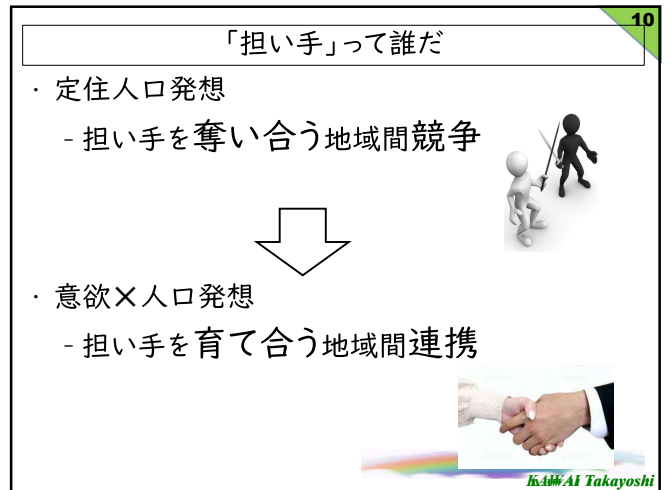 10
「担い手」って誰だ
・ 定住人口発想
– 担い手を奪い合う地域間競争
・ 意欲×人口発想
– 担い手を育て合う地域間連携
KAWAI Takayoshi